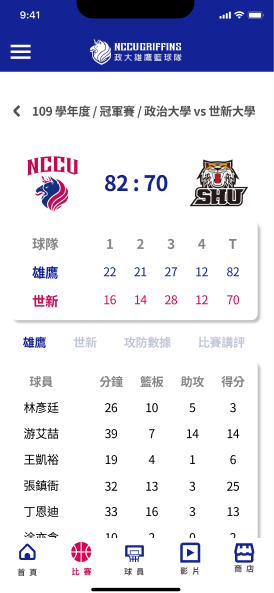 9:41
NCCU GRIFFINS
政大雄鷹籃球隊
109 學年度 / 冠軍賽 / 政治大學 vs 世新大學
NCCU
82 : 70
SHU
球隊 1 2 3 4 T
雄鷹 22 21 27 12 82
世新 16 14 28 12 70
雄鷹 世新 攻防數據 比賽講評
球員 分鐘 籃板 助攻 得分
林彥廷 26 10 5 3
游艾喆 39 7 14 14
王凱裕 19 4 1 6
張鎮衙 32 13 3 25
丁恩迪 33 16 3 13
10 2 0 2
首頁 比賽 球員 影片 商店